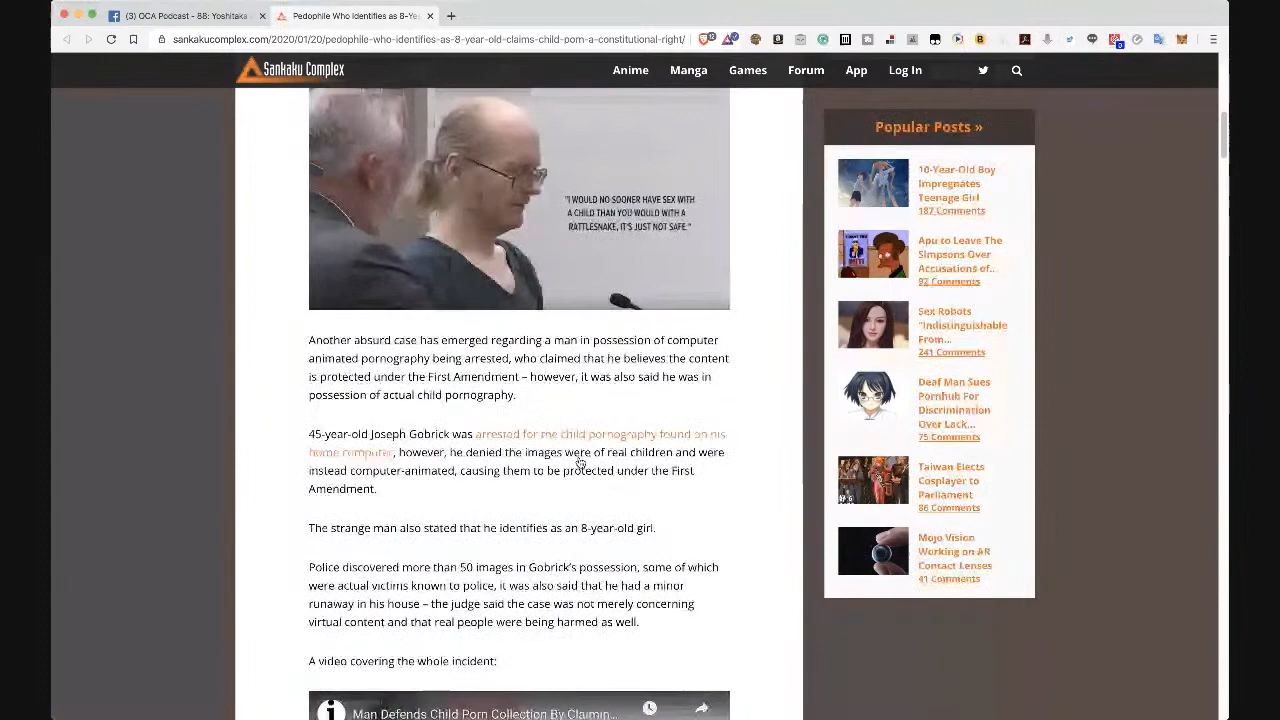 (3) OCA Podcast - 88: Yoshitaka
Pedophile Who Identifies as 8-Ye
sankakucomplex.com/2020/01/20/pedophile-who-identifies-as-8-year-old-claims-child-porn-a-constitutional-right/
Sankaku Complex
Anime Manga Games Forum App Log In
"I WOULD NO SOONER HAVE SEX WITH
A CHILD THAN YOU WOULD WITH A
RATTLESNAKE, IT'S JUST NOT SAFE."
Another absurd case has emerged regarding a man in possession of computer
animated pornography being arrested, who claimed that he believes the content
is protected under the First Amendment – however, it was also said he was in
possession of actual child pornography.
45-year-old Joseph Gobrick was arrested for the child pornography found on his
home computer, however, he denied the images were of real children and were
instead computer-animated, causing them to be protected under the First
Amendment.
The strange man also stated that he identifies as an 8-year-old girl.
Police discovered more than 50 images in Gobrick's possession, some of which
were actual victims known to police, it was also said that he had a minor
runaway in his house – the judge said the case was not merely concerning
virtual content and that real people were being harmed as well.
A video covering the whole incident:
Man Defends Child Porn Collection By Claimin...
Popular Posts »
10-Year-Old Boy
Impregnates
Teenage Girl
187 Comments
Apu to Leave The
Simpsons Over
Accusations of...
92 Comments
Sex Robots
"Indistinguishable
From...
241 Comments
Deaf Man Sues
Pornhub For
Discrimination
Over Lack...
75 Comments
Taiwan Elects
Cosplayer to
Parliament
86 Comments
Mojo Vision
Working on AR
Contact Lenses
41 Comments